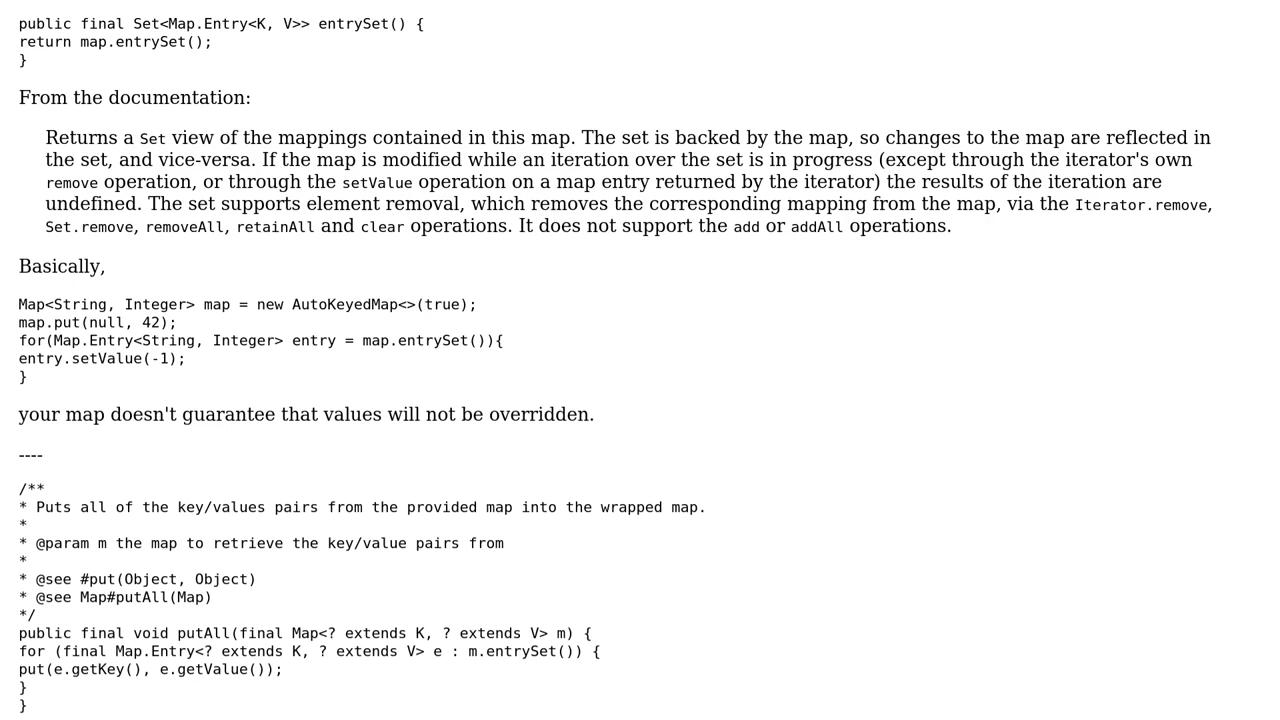 public final Set<Map.Entry<K, V>> entrySet() {
return map.entrySet();
}
From the documentation:
Returns a Set view of the mappings contained in this map. The set is backed by the map, so changes to the map are reflected in
the set, and vice-versa. If the map is modified while an iteration over the set is in progress (except through the iterator's own
remove operation, or through the setValue operation on a map entry returned by the iterator) the results of the iteration are
undefined. The set supports element removal, which removes the corresponding mapping from the map, via the Iterator.remove,
Set.remove, removeAll, retainAll and clear operations. It does not support the add or addAll operations.
Basically,
Map<String, Integer> map = new AutoKeyedMap<>(true);
map.put(null, 42);
for(Map.Entry<String, Integer> entry = map.entrySet()){
entry.setValue(-1);
}
your map doesn't guarantee that values will not be overridden.
----
/**
* Puts all of the key/values pairs from the provided map into the wrapped map.
*
* @param m the map to retrieve the key/value pairs from
*
* @see #put(Object, Object)
* @see Map#putAll(Map)
*/
public final void putAll(final Map<? extends K, ? extends V> m) {
for (final Map.Entry<? extends K, ? extends V> e : m.entrySet()) {
put(e.getKey(), e.getValue());
}
}